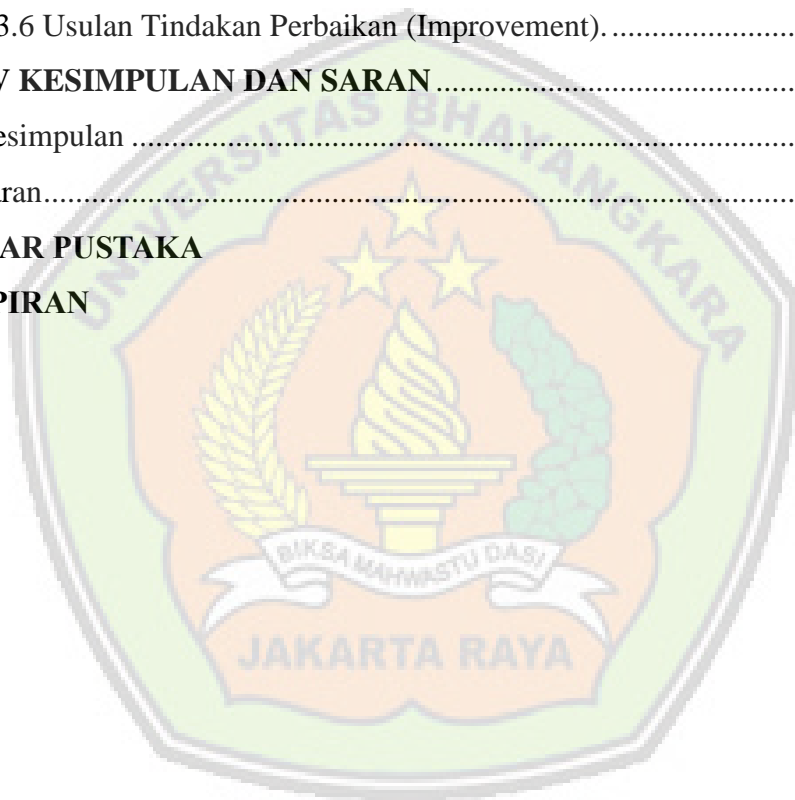 3.6 Usulan Tindakan Perbaikan (Improvement). ........................
V KESIMPULAN DAN SARAN ...............................................
esimpulan ...................................................................................
ran..............................................................................................
AR PUSTAKA
PIRAN
UNIVERSITAS BHAYANGKARA
BIKSA MAHWASTU DASI
JAKARTA RAYA